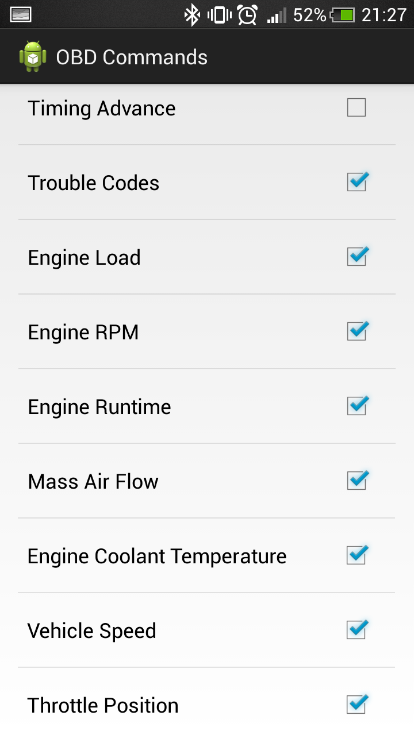 52% 21:27
OBD Commands
Timing Advance
Trouble Codes
Engine Load
Engine RPM
Engine Runtime
Mass Air Flow
Engine Coolant Temperature
Vehicle Speed
Throttle Position